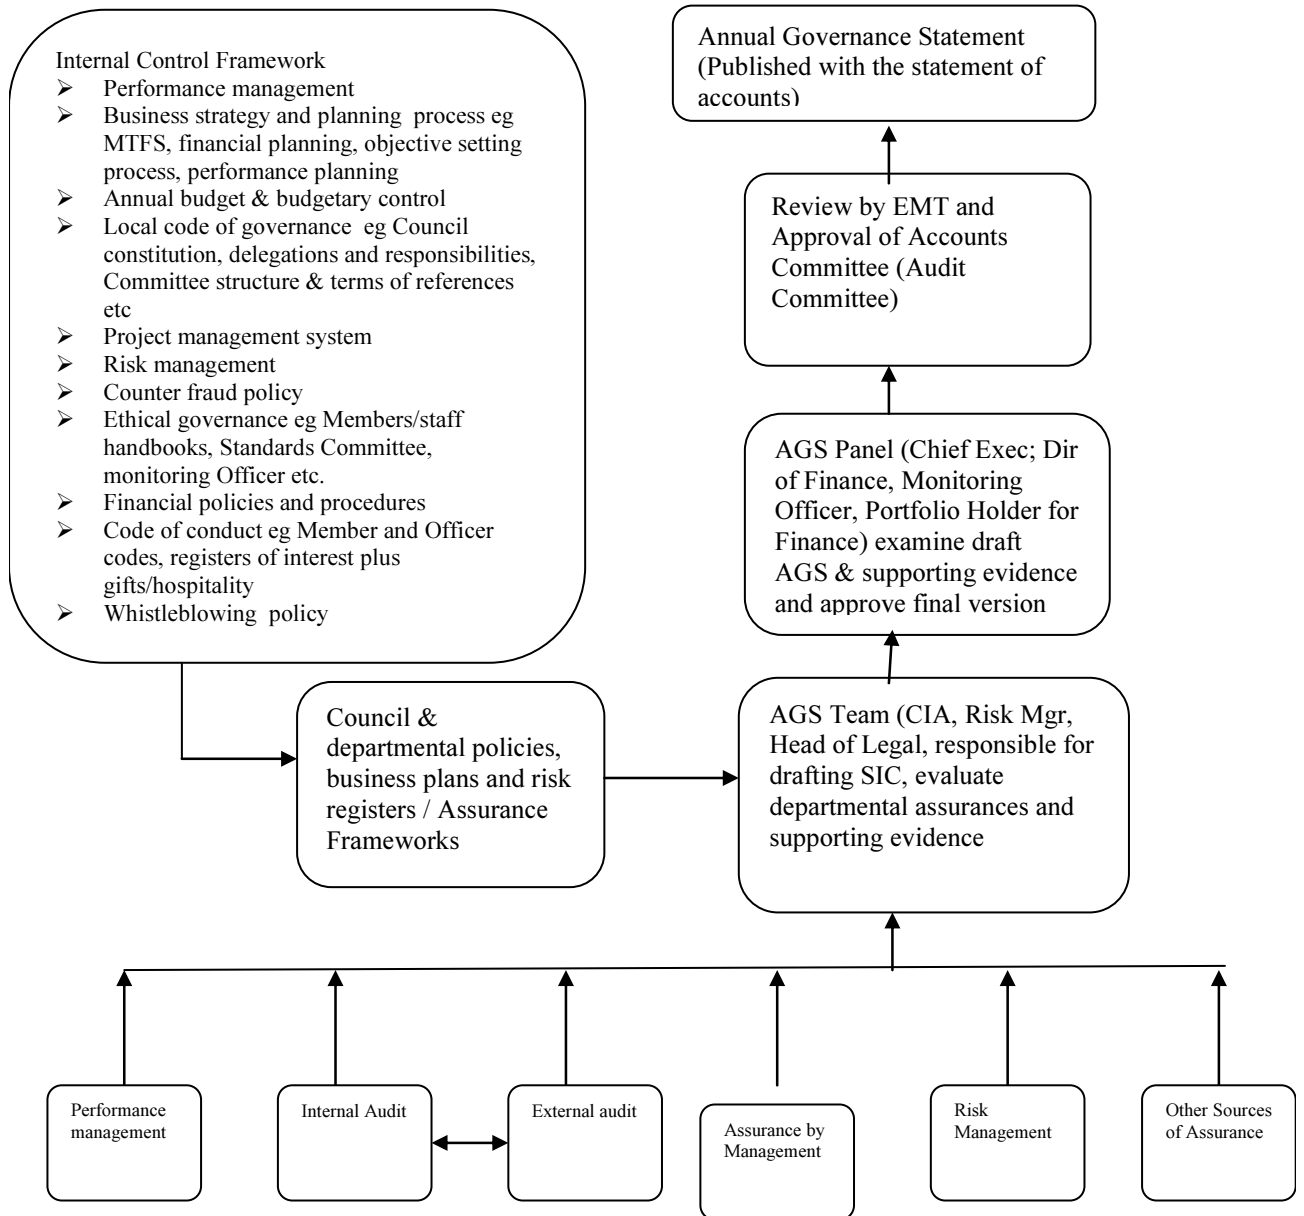 Internal Control Framework
➢ Performance management
➢ Business strategy and planning process eg
MTFS, financial planning, objective setting
process, performance planning
➢ Annual budget & budgetary control
➢ Local code of governance eg Council
constitution, delegations and responsibilities,
Committee structure & terms of references
etc
➢ Project management system
➢ Risk management
➢ Counter fraud policy
➢ Ethical governance eg Members/staff
handbooks, Standards Committee,
monitoring Officer etc.
➢ Financial policies and procedures
➢ Code of conduct eg Member and Officer
codes, registers of interest plus
gifts/hospitality
➢ Whistleblowing policy
Annual Governance Statement
(Published with the statement of
accounts)
Review by EMT and
Approval of Accounts
Committee (Audit
Committee)
AGS Panel (Chief Exec; Dir
of Finance, Monitoring
Officer, Portfolio Holder for
Finance) examine draft
AGS & supporting evidence
and approve final version
Council &
departmental policies,
business plans and risk
registers / Assurance
Frameworks
AGS Team (CIA, Risk Mgr,
Head of Legal, responsible for
drafting SIC, evaluate
departmental assurances and
supporting evidence
Performance
management
Internal Audit
External audit
Assurance by
Management
Risk
Management
Other Sources
of Assurance